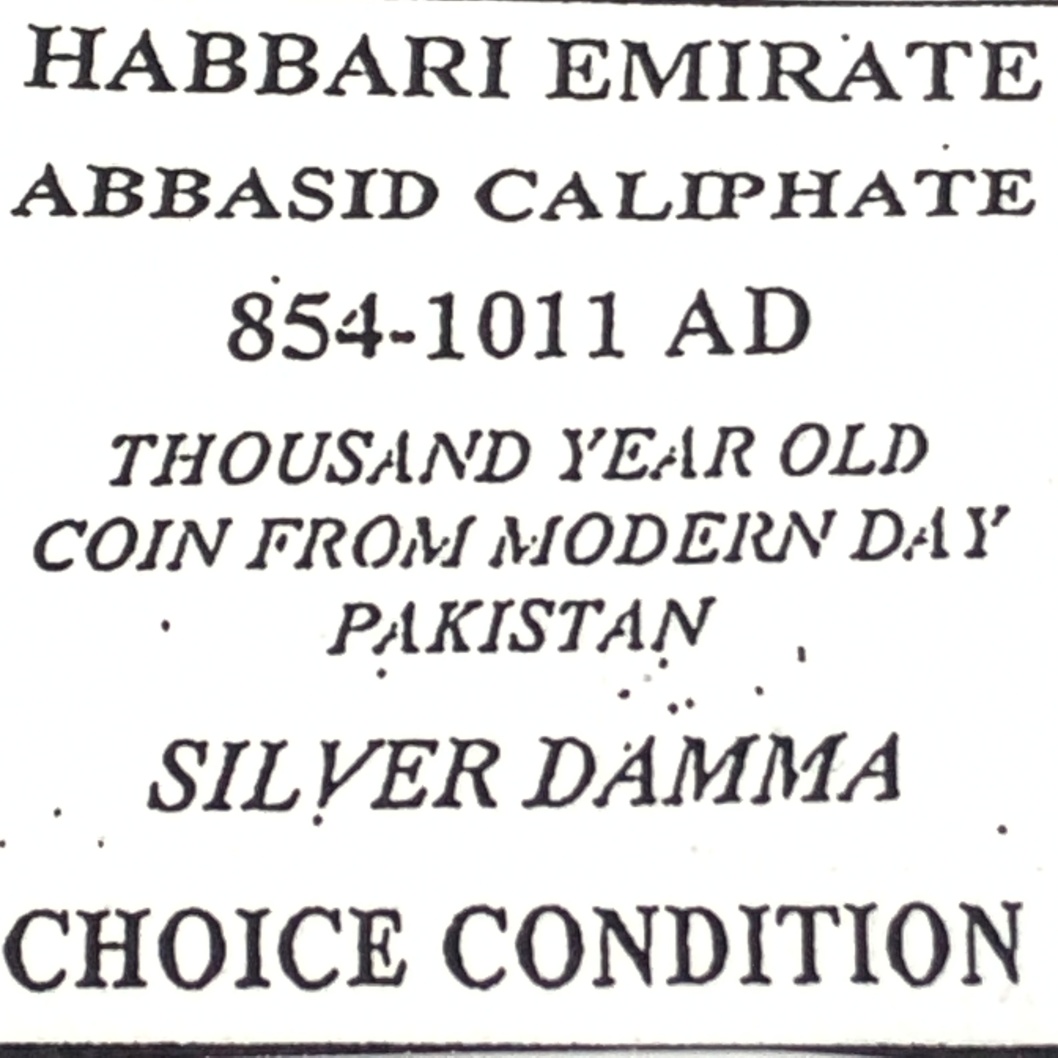 HABBARI EMIRATE
ABBASID CALIPHATE
854-1011 AD
THOUSAND YEAR OLD
COIN FROM MODERN DAY
PAKISTAN
SILVER DAMMA
CHOICE CONDITION